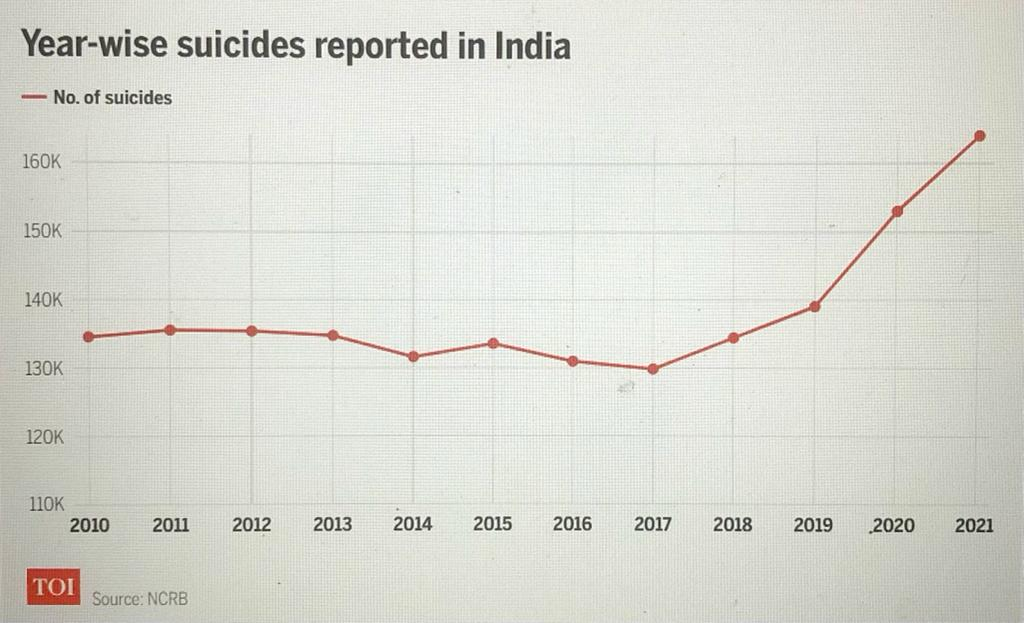 Year-wise suicides reported in India
No. of suicides
160K
150K
140K
130K
120K
110K
2010 2011 2012 2013 2014 2015 2016 2017 2018 2019 2020 2021
TOI
Source: NCRB